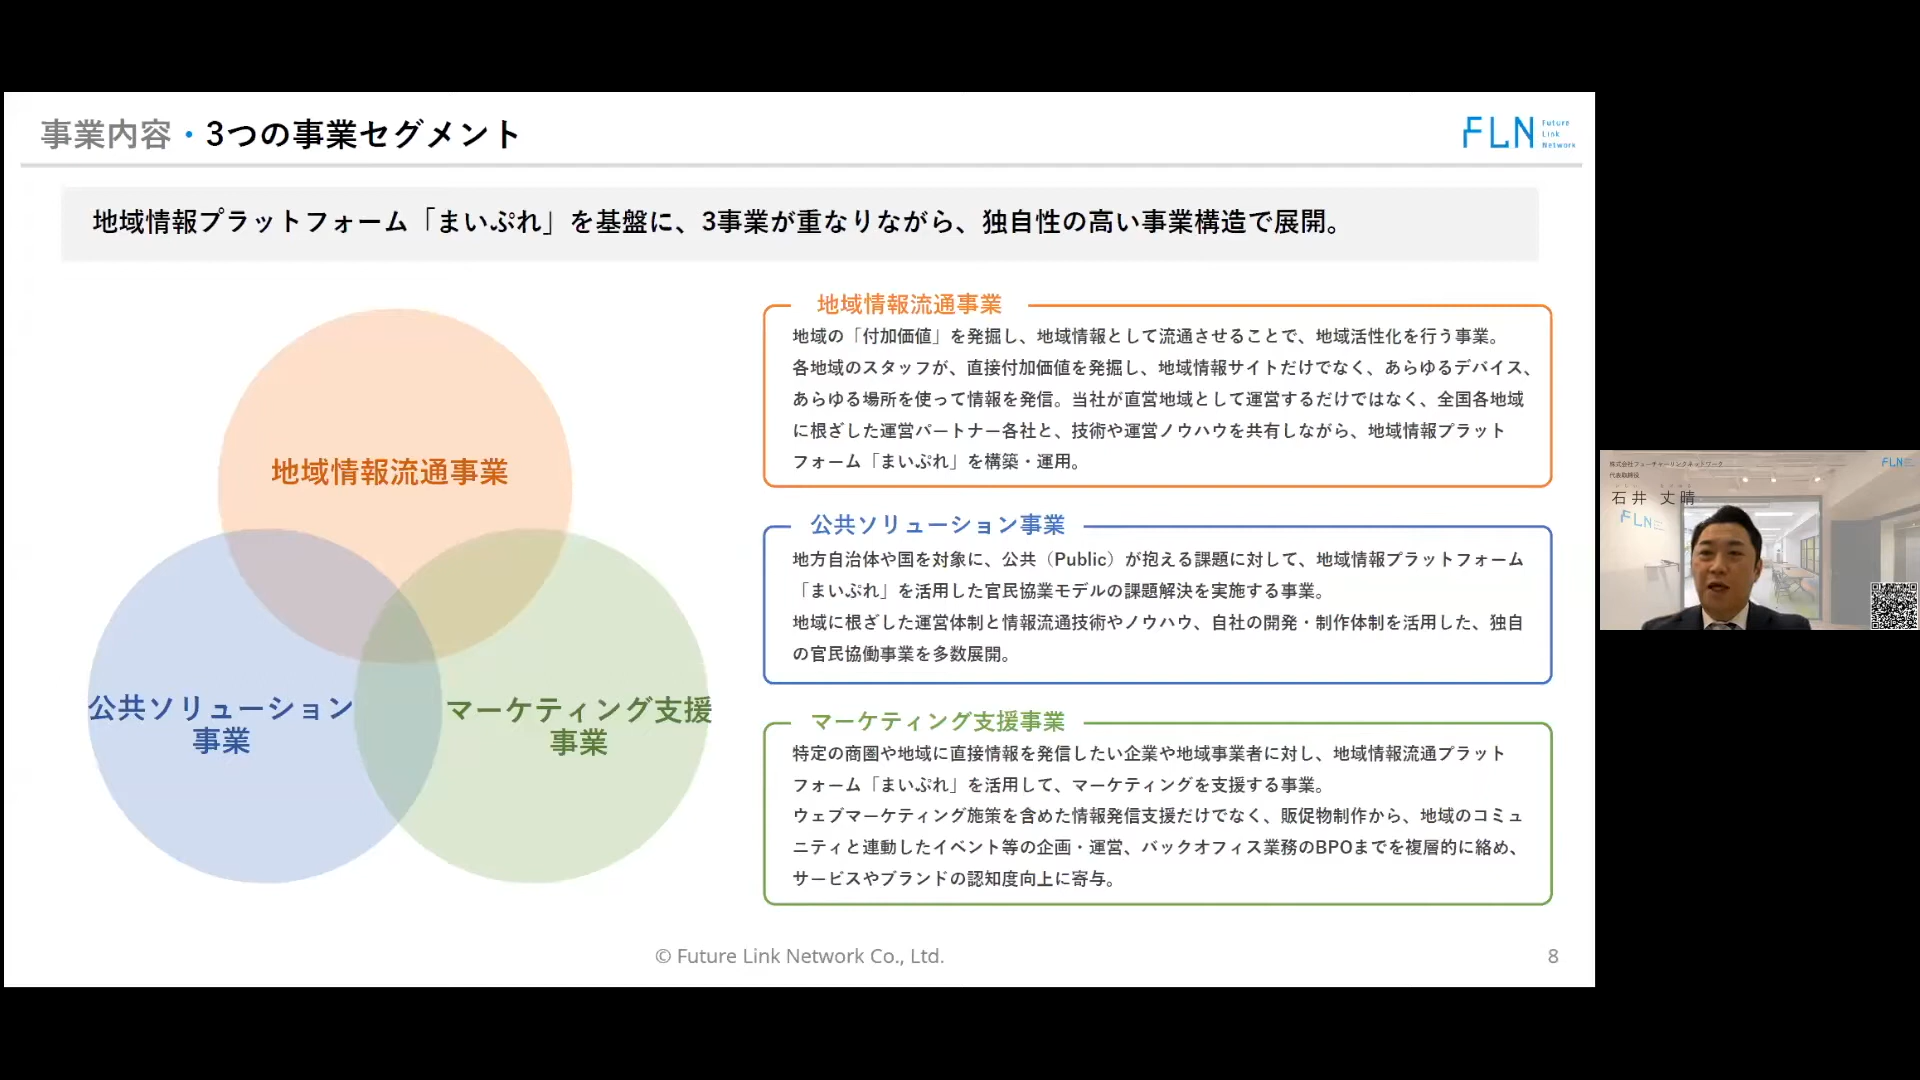 事業内容・3つの事業セグメント
FLN Future
Link
Network
地域情報プラットフォーム「まいぷれ」を基盤に、3事業が重なりながら、独自性の高い事業構造で展開。
地域情報流通事業
公共ソリューション
事業
マーケティング支援
事業
地域情報流通事業
地域の「付加価値」を発掘し、地域情報として流通させることで、地域活性化を行う事業。
各地域のスタッフが、直接付加価値を発掘し、地域情報サイトだけでなく、あらゆるデバイス、
あらゆる場所を使って情報を発信。当社が直営地域として運営するだけではなく、全国各地域
に根ざした運営パートナー各社と、技術や運営ノウハウを共有しながら、地域情報プラット
フォーム「まいぷれ」を構築・運用。
公共ソリューション事業
地方自治体や国を対象に、公共（Public）が抱える課題に対して、地域情報プラットフォーム
「まいぷれ」を活用した官民協業モデルの課題解決を実施する事業。
地域に根ざした運営体制と情報流通技術やノウハウ、自社の開発・制作体制を活用した、独自
の官民協働事業を多数展開。
マーケティング支援事業
特定の商圏や地域に直接情報を発信したい企業や地域事業者に対し、地域情報流通プラット
フォーム「まいぷれ」を活用して、マーケティングを支援する事業。
ウェブマーケティング施策を含めた情報発信支援だけでなく、販促物制作から、地域のコミュ
ニティと連動したイベント等の企画・運営、バックオフィス業務のBPOまでを複層的に絡め、
サービスやブランドの認知度向上に寄与。
© Future Link Network Co., Ltd.
8
株式会社フューチャーリンクネットワーク
代表取締役
石井 丈晴
FLN
FLN